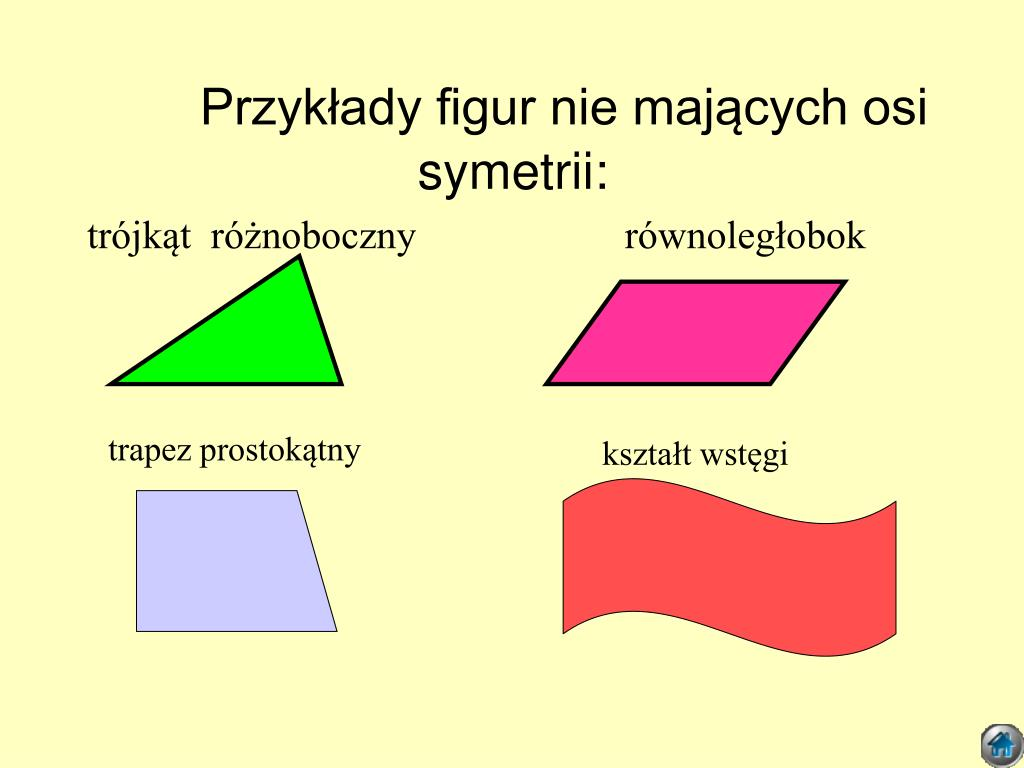 Przykłady figur nie mających osi
symetrii:
trójkąt różnoboczny
równoległobok
trapez prostokątny
kształt wstęgi